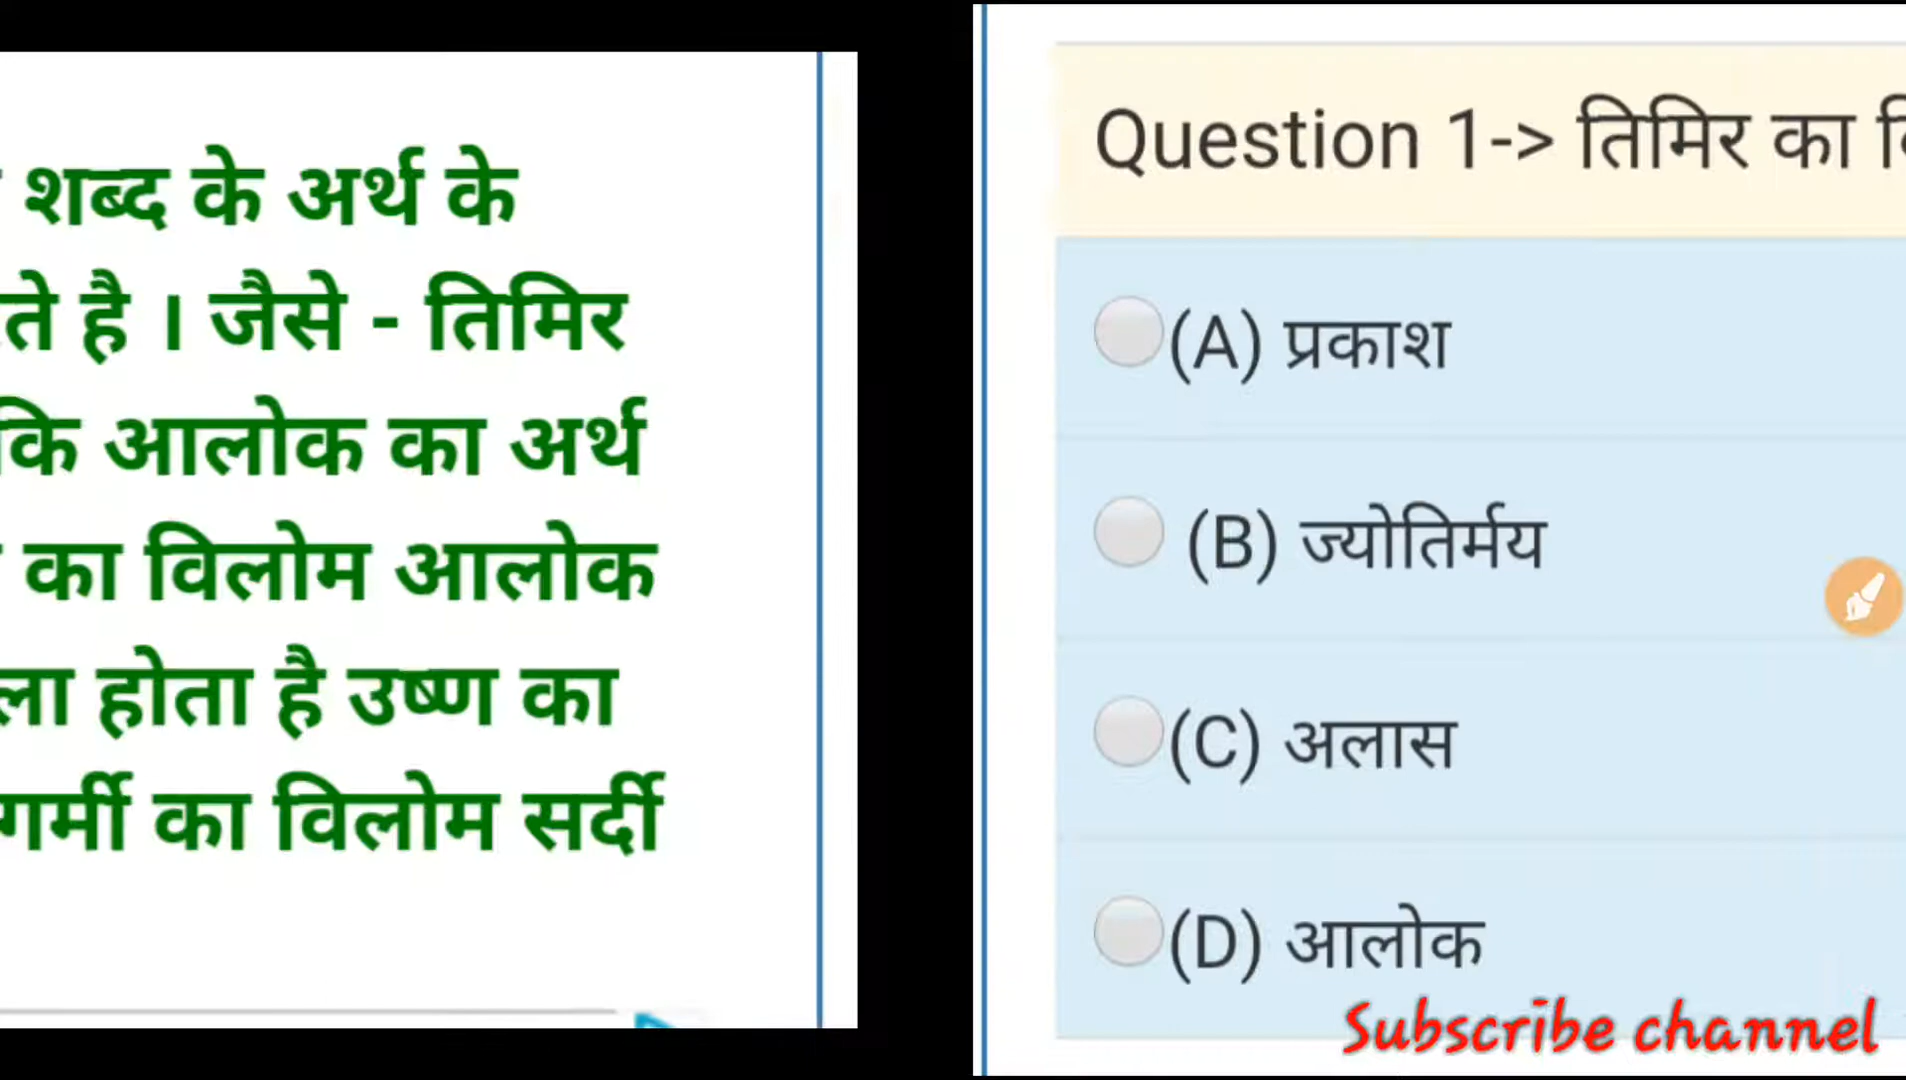 शब्द के अर्थ के
है । जैसे - तिमिर
आलोक का अर्थ
का विलोम आलोक
होता है उष्ण का
गर्मी का विलोम सर्दी
Question 1-> तिमिर का
(A) प्रकाश
(B) ज्योतिर्मय
(C) अलास
(D) आलोक
Subscribe channel